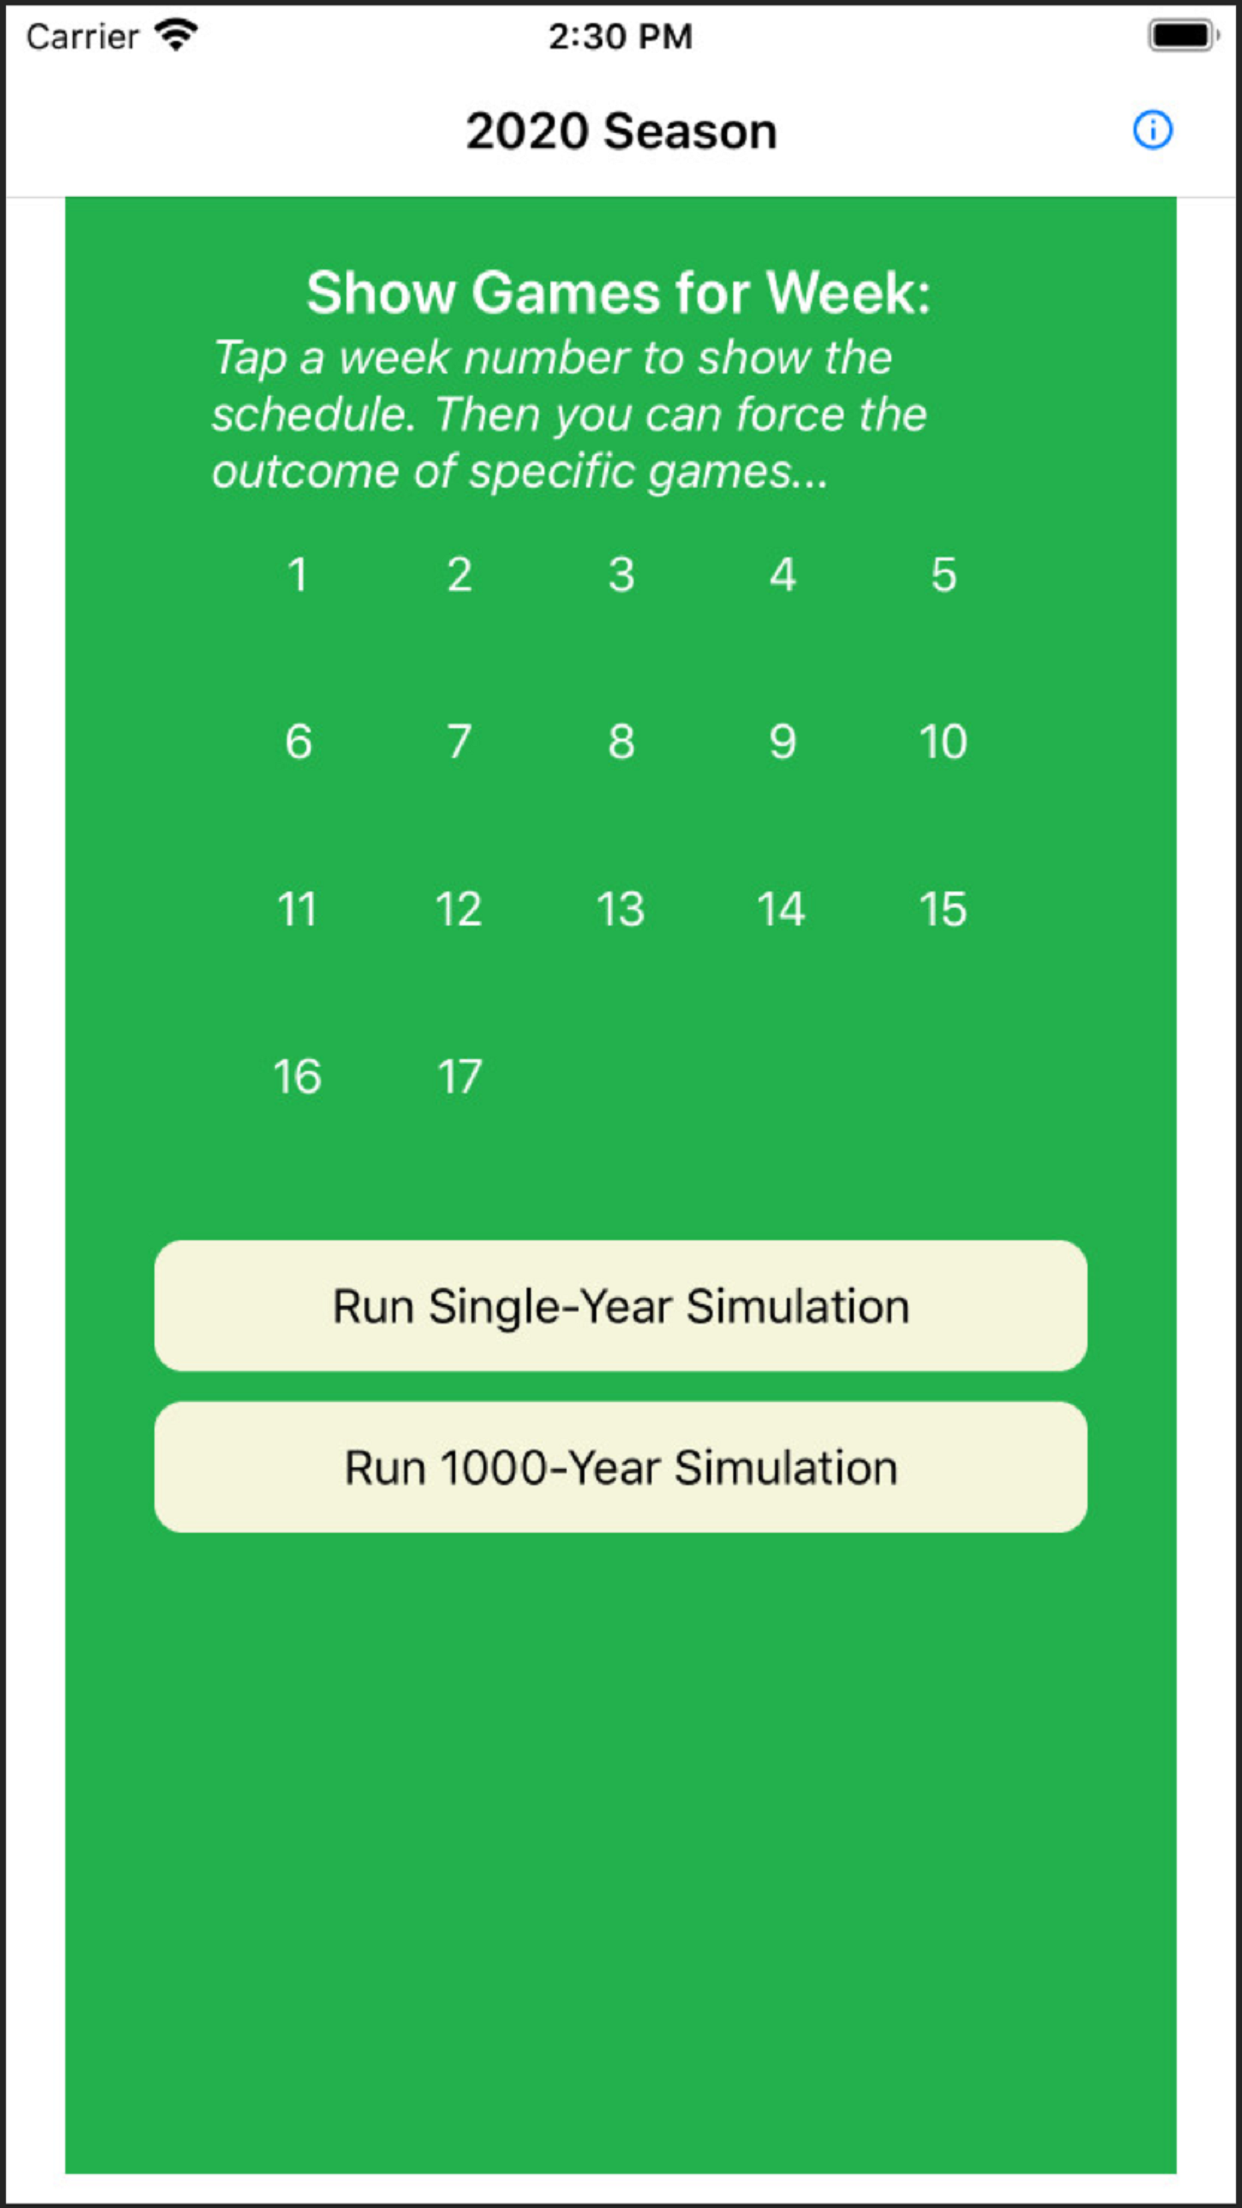 Carrier 2:30 PM
2020 Season
Show Games for Week:
Tap a week number to show the
schedule. Then you can force the
outcome of specific games...
1 2 3 4 5
6 7 8 9 10
11 12 13 14 15
16 17
Run Single-Year Simulation
Run 1000-Year Simulation